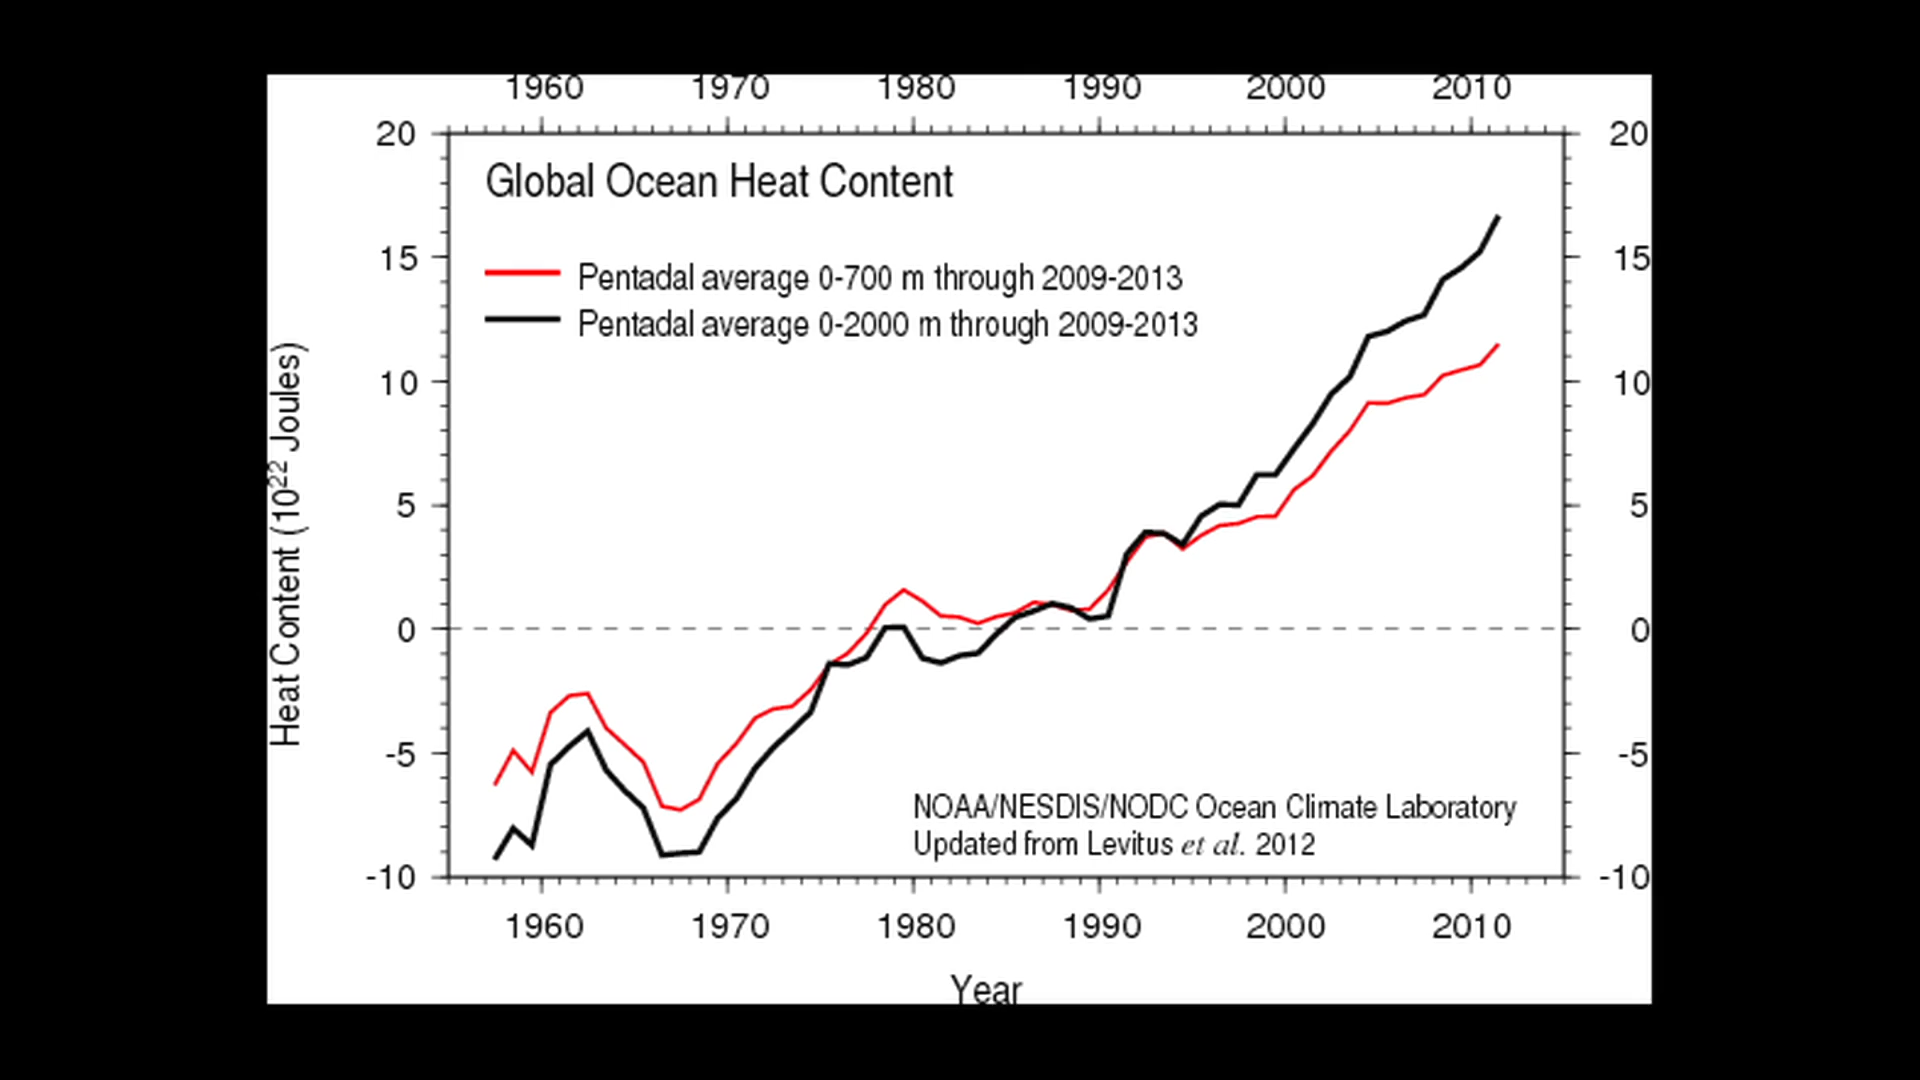 1960 1970 1980 1990 2000 2010
20 20
Global Ocean Heat Content
15 15
Pentadal average 0-700 m through 2009-2013
Pentadal average 0-2000 m through 2009-2013
10 10
Heat Content (10²² Joules)
5 5
0 0
-5 -5
NOAA/NESDIS/NODC Ocean Climate Laboratory
Updated from Levitus et al. 2012
-10 -10
1960 1970 1980 1990 2000 2010
Year